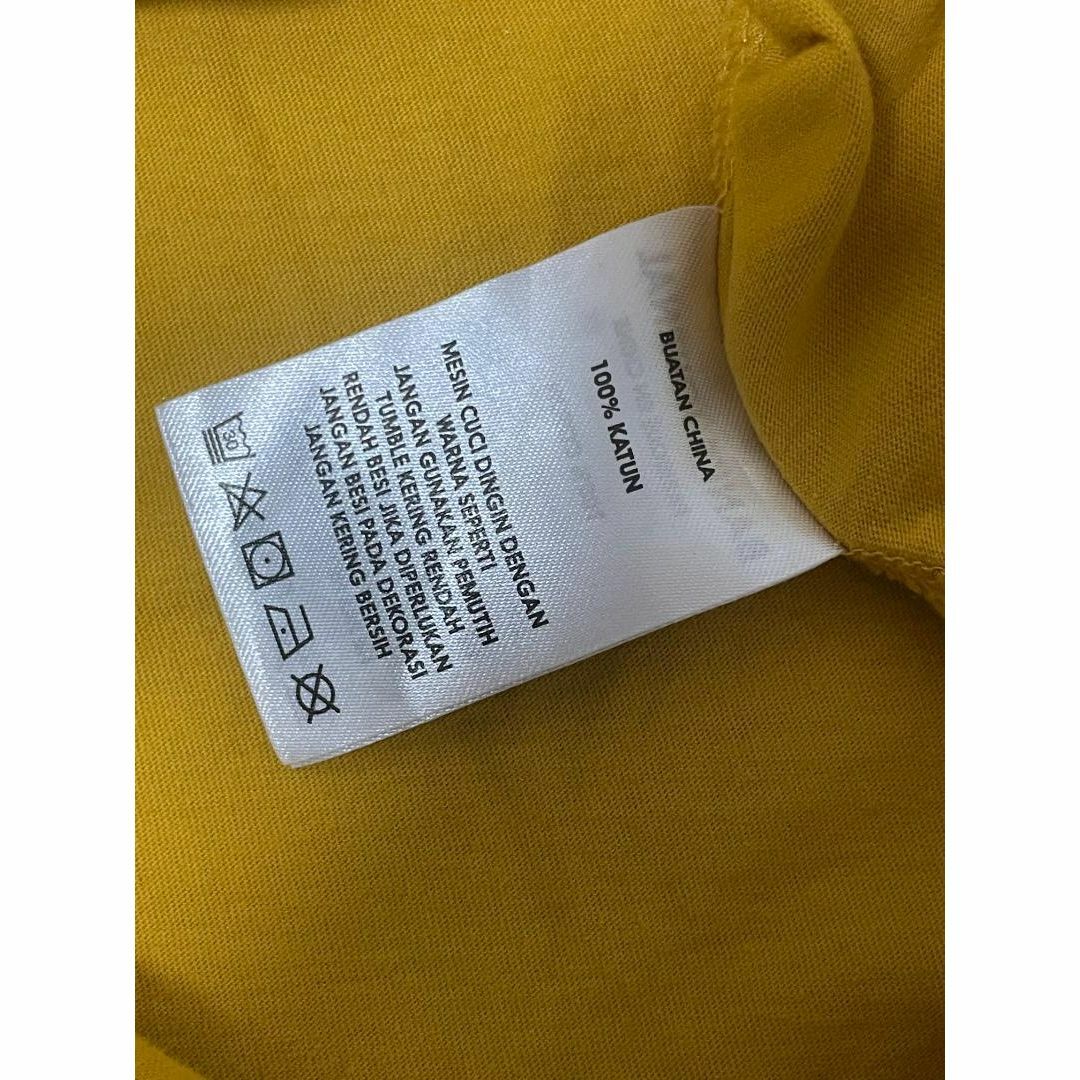 BUATAN CHINA
100% KATUN
MESIN CUCI DINGIN DENGAN
WARNA SEPERTI
JANGAN GUNAKAN PEMUTIH
TUMBLE KERING RENDAH
RENDAH BESI JIKA DIPERLUKAN
JANGAN BESI PADA DEKORASI
JANGAN KERING BERSIH
30